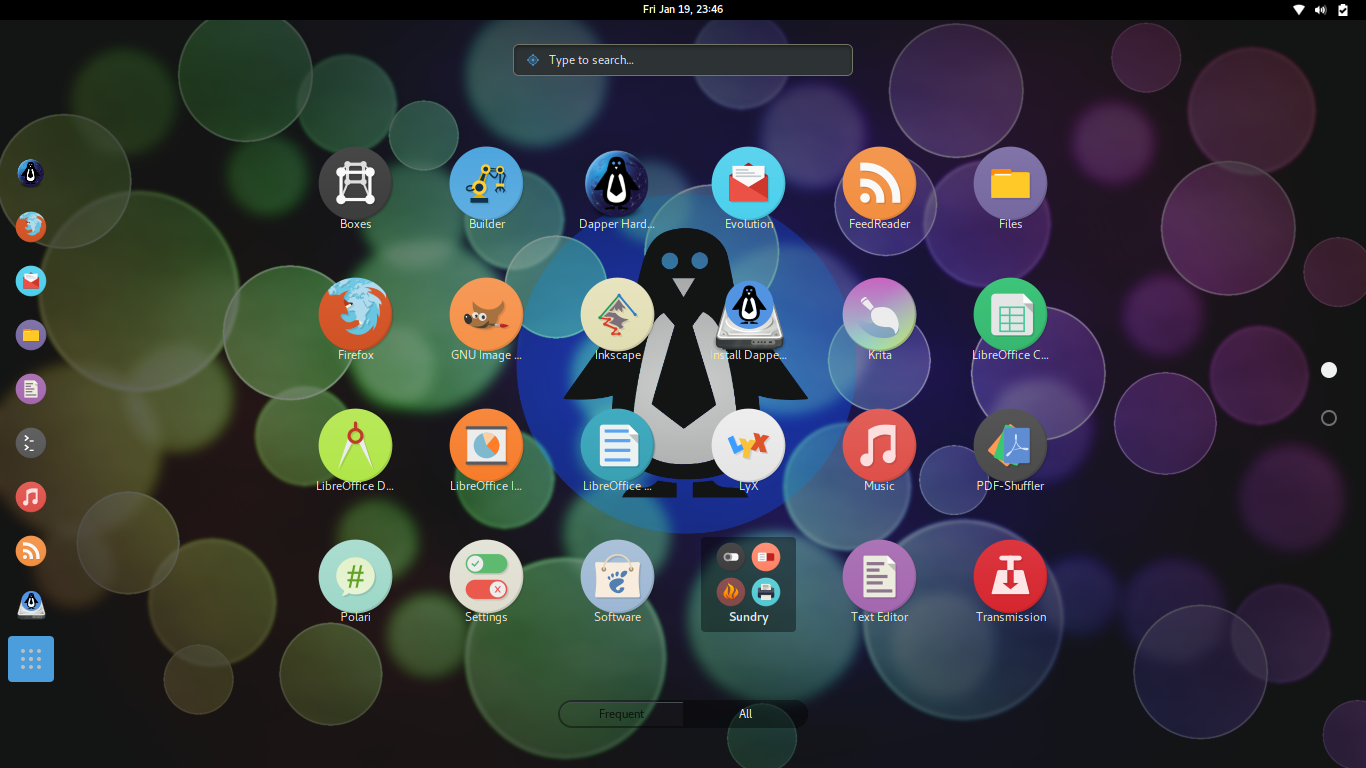 Fri Jan 19, 23:46
Type to search...
Boxes
Builder
Dapper Hard...
Evolution
FeedReader
Files
Firefox
GNU Image ...
Inkscape
Install Dappe...
Krita
LibreOffice C...
LibreOffice D...
LibreOffice I...
LibreOffice ...
LyX
LyX
Music
PDF-Shuffler
#
Polari
Settings
Software
Sundry
Text Editor
Transmission
Frequent
All